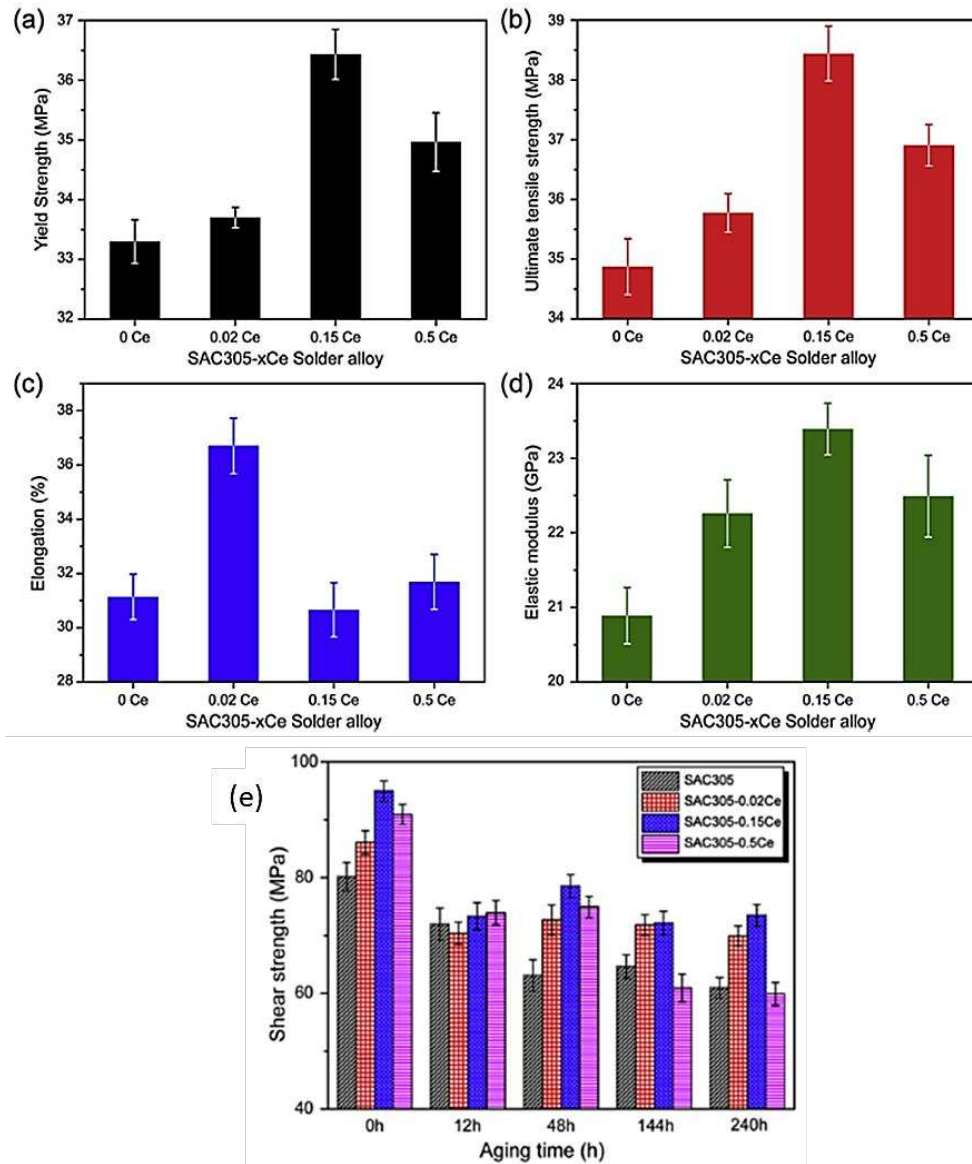 (a)
37
36
35
34
33
32
Yield Strength (MPa)
0 Ce 0.02 Ce 0.15 Ce 0.5 Ce
SAC305-xCe Solder alloy
(b)
39
38
37
36
35
34
Ultimate tensile strength (MPa)
0 Ce 0.02 Ce 0.15 Ce 0.5 Ce
SAC305-xCe Solder alloy
(c)
38
36
34
32
30
28
Elongation (%)
0 Ce 0.02 Ce 0.15 Ce 0.5 Ce
SAC305-xCe Solder alloy
(d)
24
23
22
21
20
Elastic modulus (GPa)
0 Ce 0.02 Ce 0.15 Ce 0.5 Ce
SAC305-xCe Solder alloy
(e)
100
80
60
40
Shear strength (MPa)
SAC305
SAC305-0.02Ce
SAC305-0.15Ce
SAC305-0.5Ce
0h 12h 48h 144h 240h
Aging time (h)